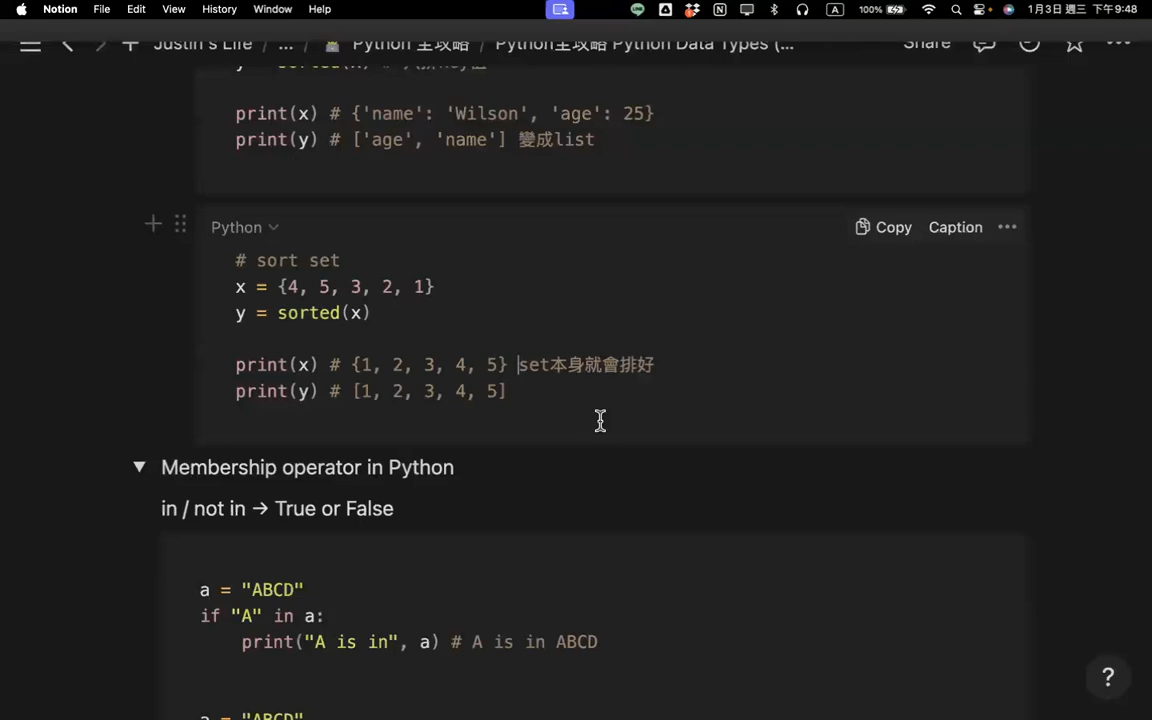 Notion File Edit View History Window Help 100% 1月3日 週三 下午9:48
Justin's Life / ... / Python 全攻略 / Python全攻略 Python Data Types (... Share
y = sorted(x) #
print(x) # {'name': 'Wilson', 'age': 25}
print(y) # ['age', 'name'] 變成list
Python Copy Caption
# sort set
x = {4, 5, 3, 2, 1}
y = sorted(x)
print(x) # {1, 2, 3, 4, 5} set本身就會排好
print(y) # [1, 2, 3, 4, 5]
Membership operator in Python
in / not in → True or False
a = "ABCD"
if "A" in a:
print("A is in", a) # A is in ABCD
a = "ABCD"
?